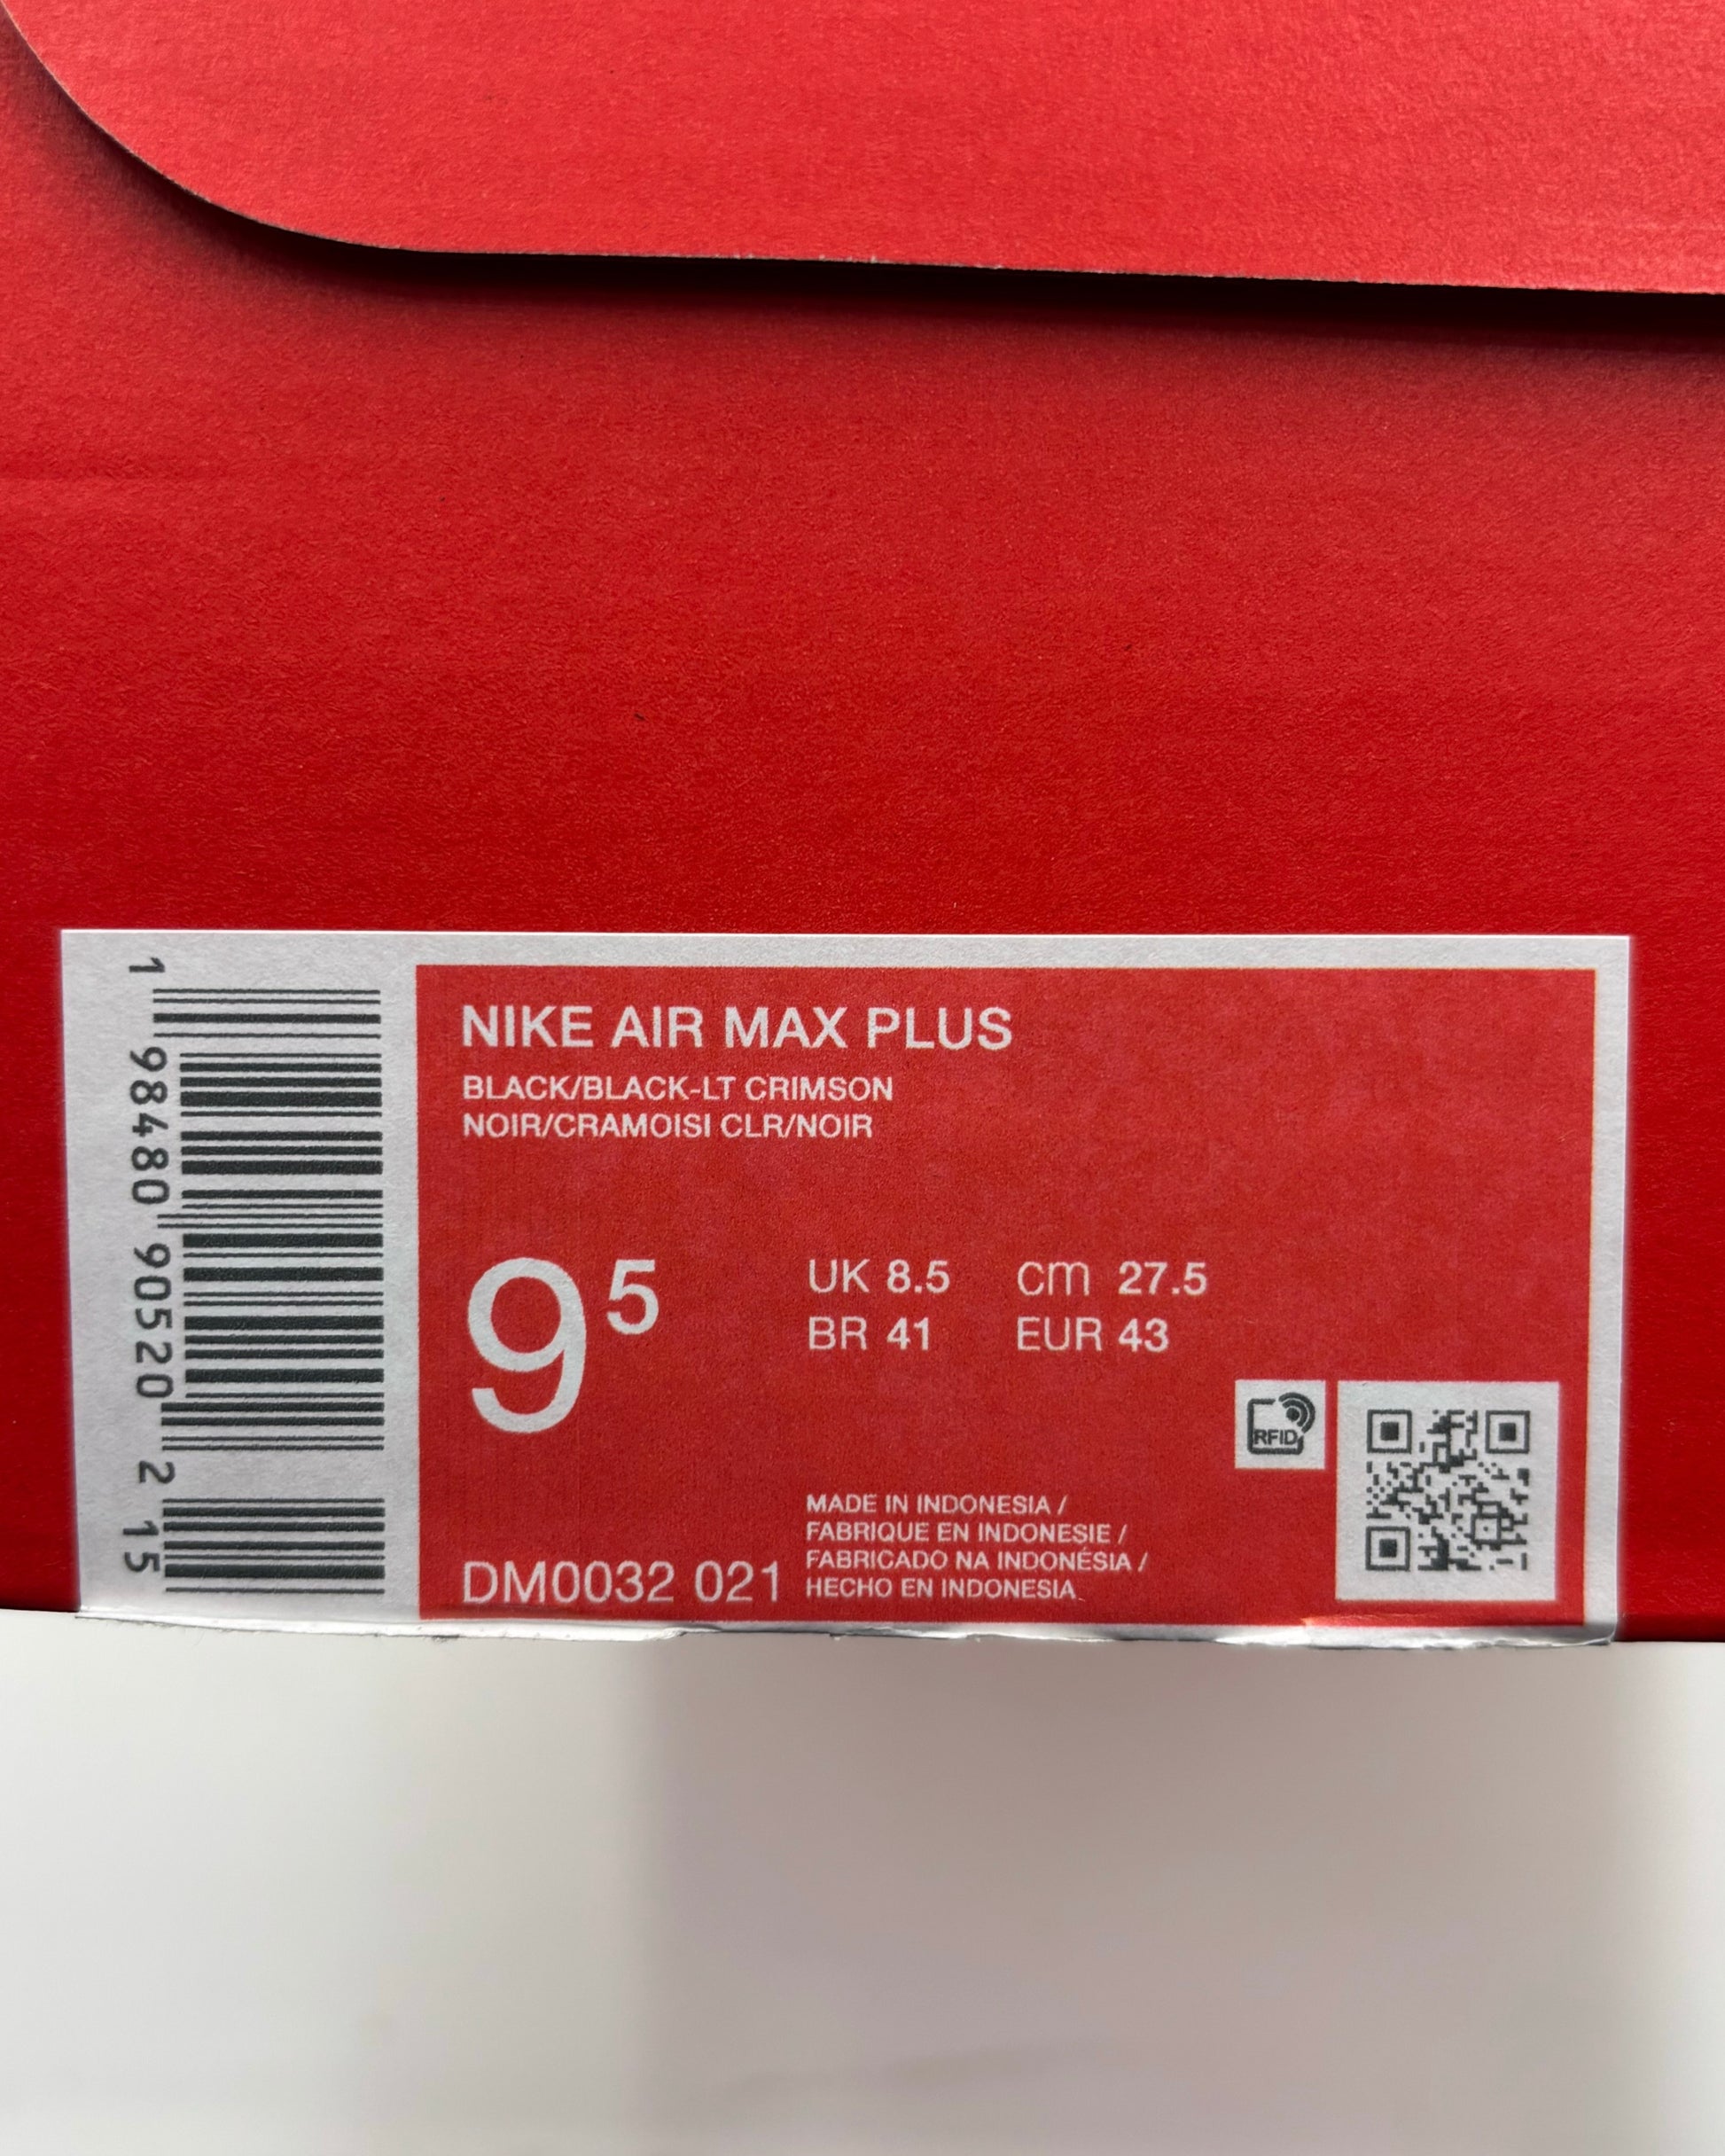 1 98480 90520 2 15
NIKE AIR MAX PLUS
BLACK/BLACK-LT CRIMSON
NOIR/CRAMOISI CLR/NOIR
9 5
UK 8.5 cm 27.5
BR 41 EUR 43
RFID
MADE IN INDONESIA /
FABRIQUE EN INDONESIE /
FABRICADO NA INDONÉSIA /
HECHO EN INDONESIA
DM0032 021